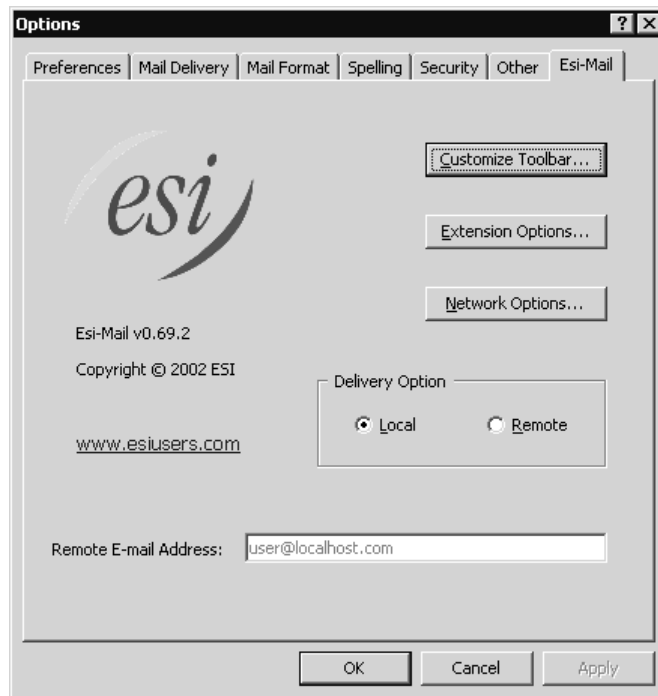 Options
Preferences Mail Delivery Mail Format Spelling Security Other Esi-Mail
esi
Customize Toolbar...
Extension Options...
Network Options...
Esi-Mail v0.69.2
Copyright © 2002 ESI
www.esiusers.com
Delivery Option
Local Remote
Remote E-mail Address: user@localhost.com
OK Cancel Apply